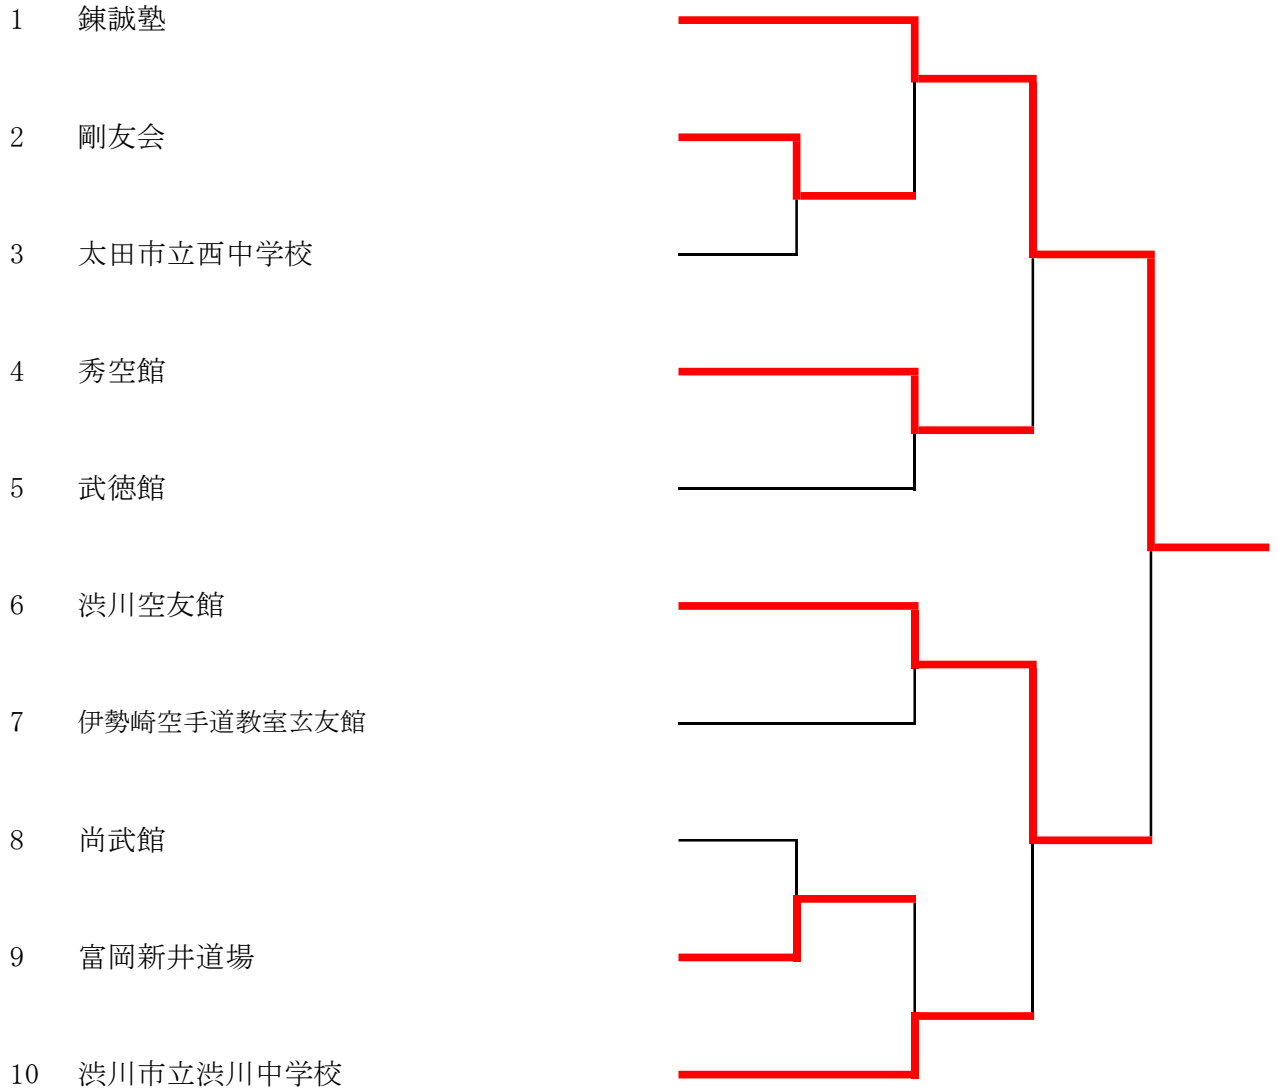 1 錬誠塾
2 剛友会
3 太田市立西中学校
4 秀空館
5 武徳館
6 渋川空友館
7 伊勢崎空手道教室玄友館
8 尚武館
9 富岡新井道場
10 渋川市立渋川中学校